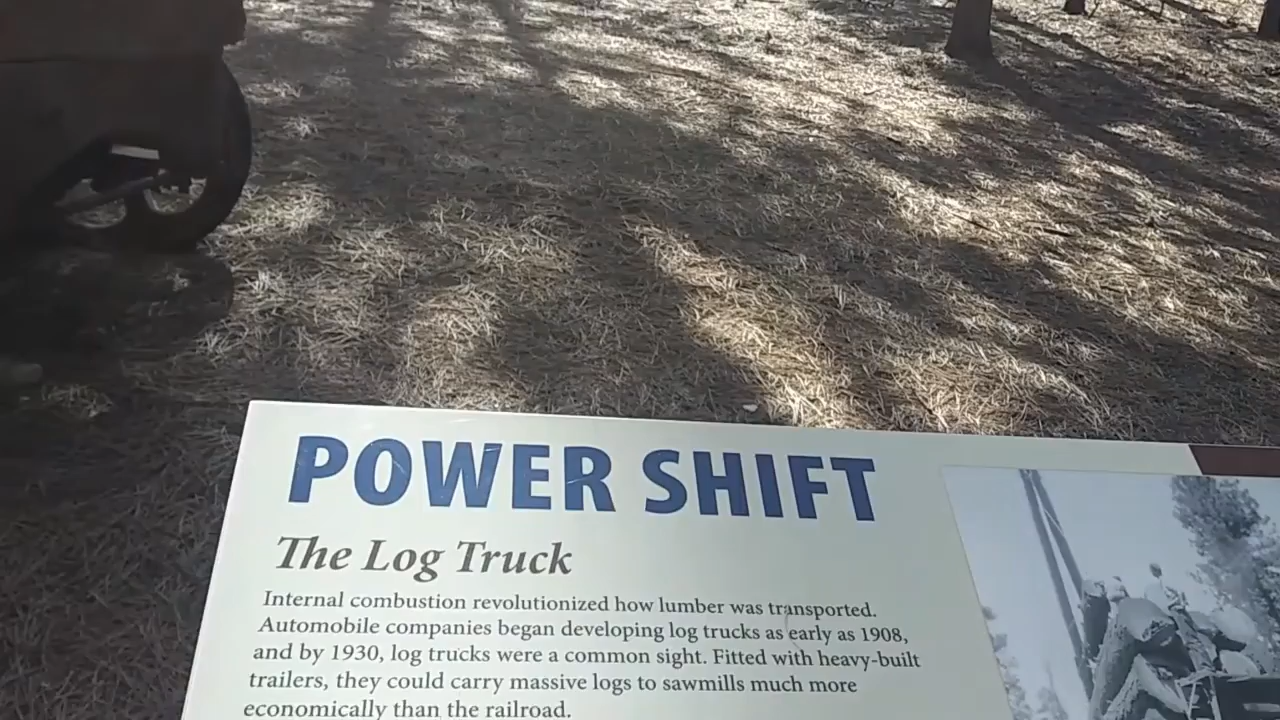 POWER SHIFT
The Log Truck
Internal combustion revolutionized how lumber was transported.
Automobile companies began developing log trucks as early as 1908,
and by 1930, log trucks were a common sight. Fitted with heavy-built
trailers, they could carry massive logs to sawmills much more
economically than the railroad.